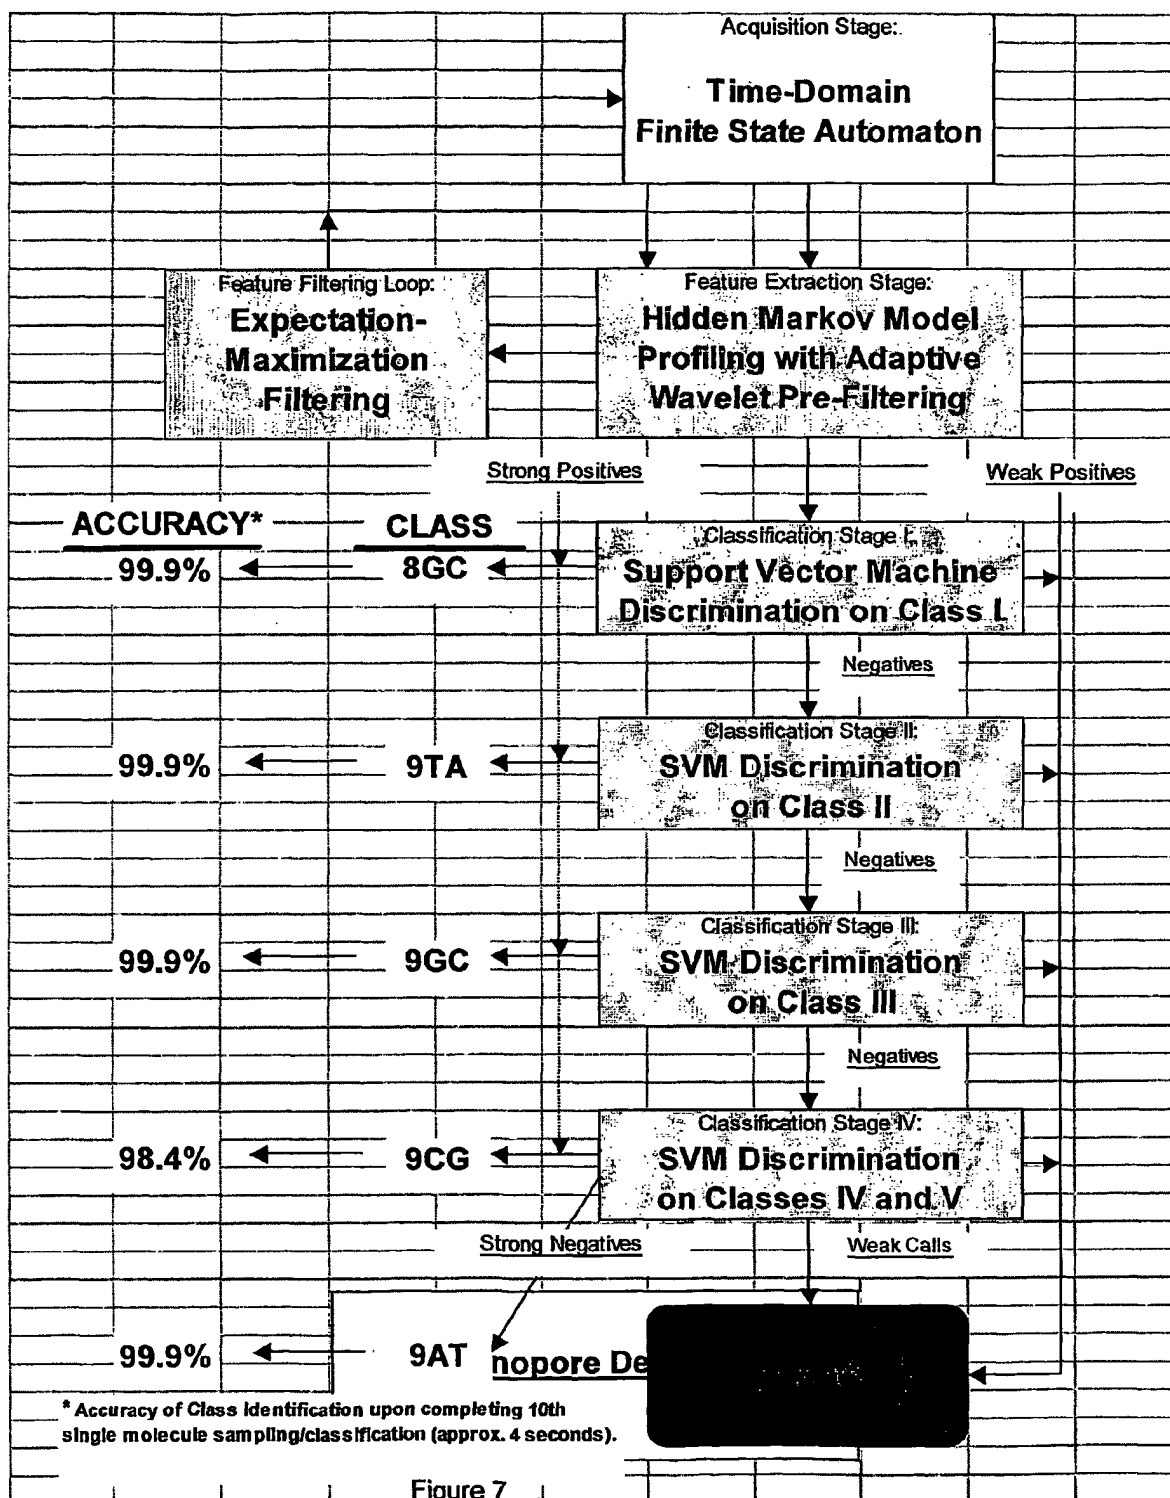 Acquisition Stage:
Time-Domain
Finite State Automaton
Feature Filtering Loop:
Expectation-
Maximization
Filtering
Feature Extraction Stage:
Hidden Markov Model
Profiling with Adaptive
Wavelet Pre-Filtering
Strong Positives
Weak Positives
ACCURACY*
CLASS
Classification Stage I:
Support Vector Machine
Discrimination on Class I.
99.9%
8GC
Negatives
Classification Stage II:
SVM Discrimination
on Class II
99.9%
9TA
Negatives
Classification Stage III:
SVM Discrimination
on Class III
99.9%
9GC
Negatives
Classification Stage IV:
SVM Discrimination
on Classes IV and V
98.4%
9CG
Strong Negatives
Weak Calls
99.9%
9AT
nopore De
* Accuracy of Class Identification upon completing 10th
single molecule sampling/classification (approx. 4 seconds).
Figure 7